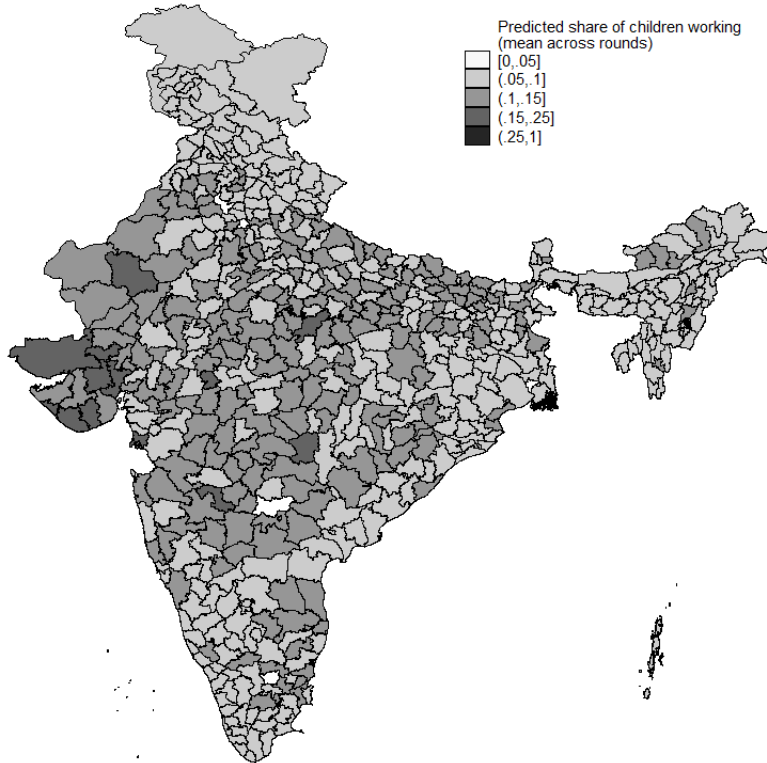 Predicted share of children working
(mean across rounds)
[0,.05]
(.05,.1]
(.1,.15]
(.15,.25]
(.25,1]